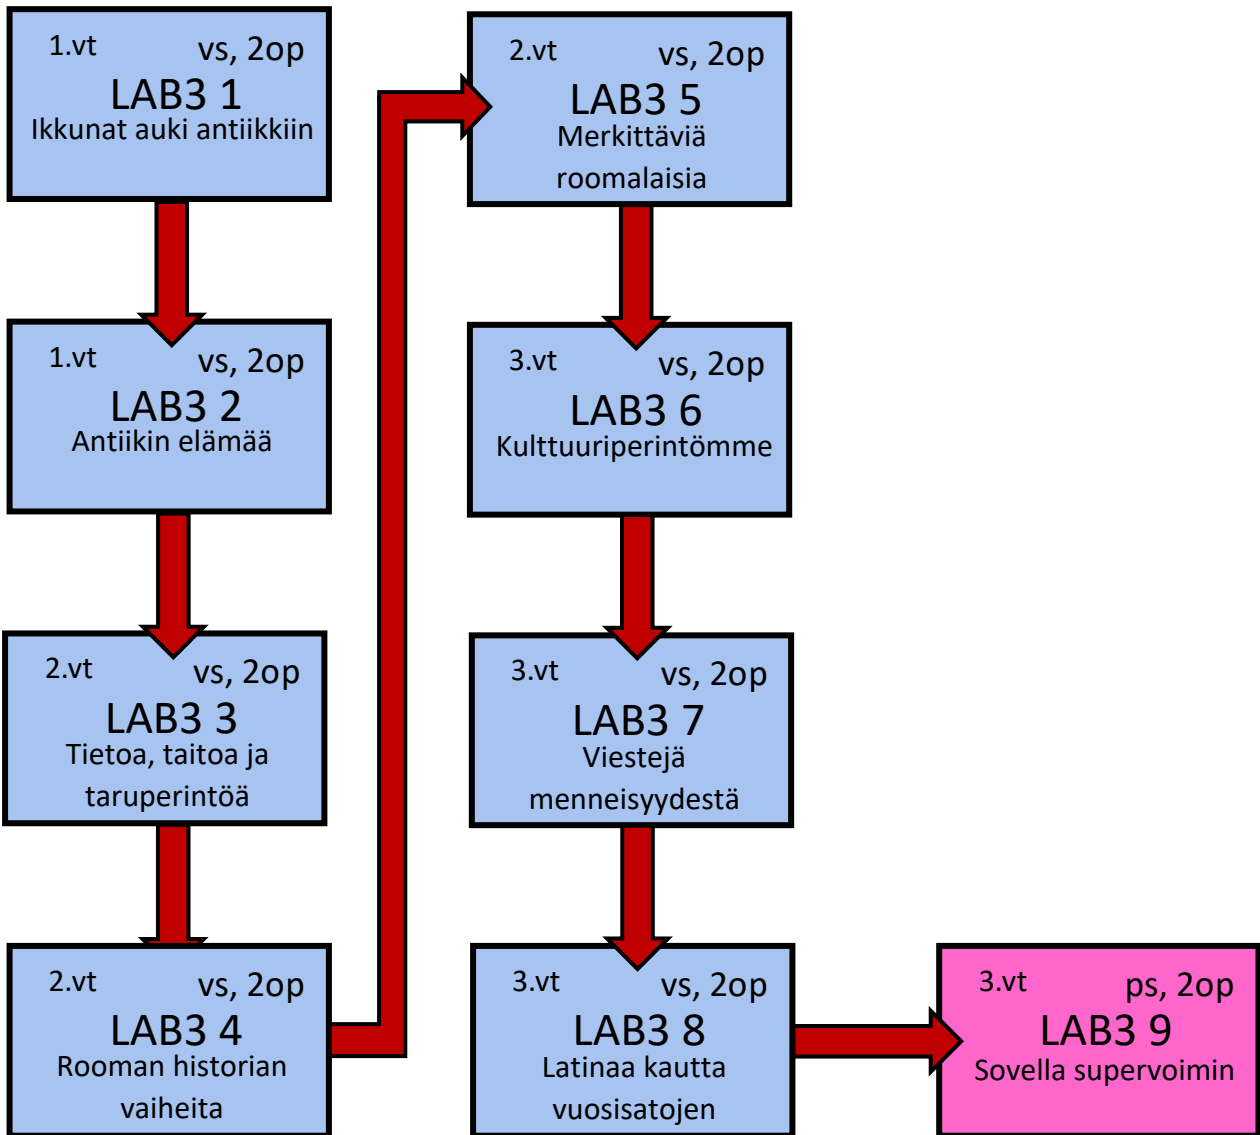 1.vt vs, 2op
LAB3 1
Ikkunat auki antiikkiin
1.vt vs, 2op
LAB3 2
Antiikin elämää
2.vt vs, 2op
LAB3 3
Tietoa, taitoa ja
taruperintöä
2.vt vs, 2op
LAB3 4
Rooman historian
vaiheita
2.vt vs, 2op
LAB3 5
Merkittäviä
roomalaisia
3.vt vs, 2op
LAB3 6
Kulttuuriperintömme
3.vt vs, 2op
LAB3 7
Viestejä
menneisyydestä
3.vt vs, 2op
LAB3 8
Latinaa kautta
vuosisatojen
3.vt ps, 2op
LAB3 9
Sovella supervoimin